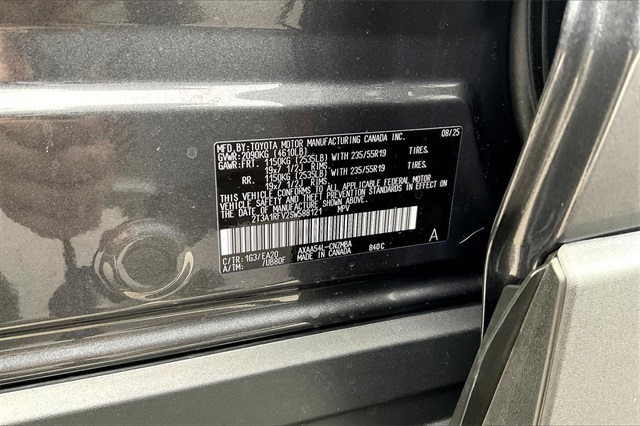 MFD.BY:TOYOTA MOTOR MANUFACTURING CANADA INC. 08/25
GVWR:2090KG (4610LB)
GAWR:FRT. 1150KG (2535LB) WITH 235/55R19 TIRES.
19x7 1/2J RIMS
RR. 1150KG (2535LB) WITH 235/55R19 TIRES.
19x7 1/2J RIMS
THIS VEHICLE CONFORMS TO ALL APPLICABLE FEDERAL MOTOR
VEHICLE SAFETY AND THEFT PREVENTION STANDARDS IN EFFECT
ON THE DATE OF MANUFACTURE SHOWN ABOVE.
2T3A1RFV2SW588121 MPV
C/TR:1G3/EA20 AXAA54L-CNZMBA 840C A
A/TM: /UB80F MADE IN CANADA